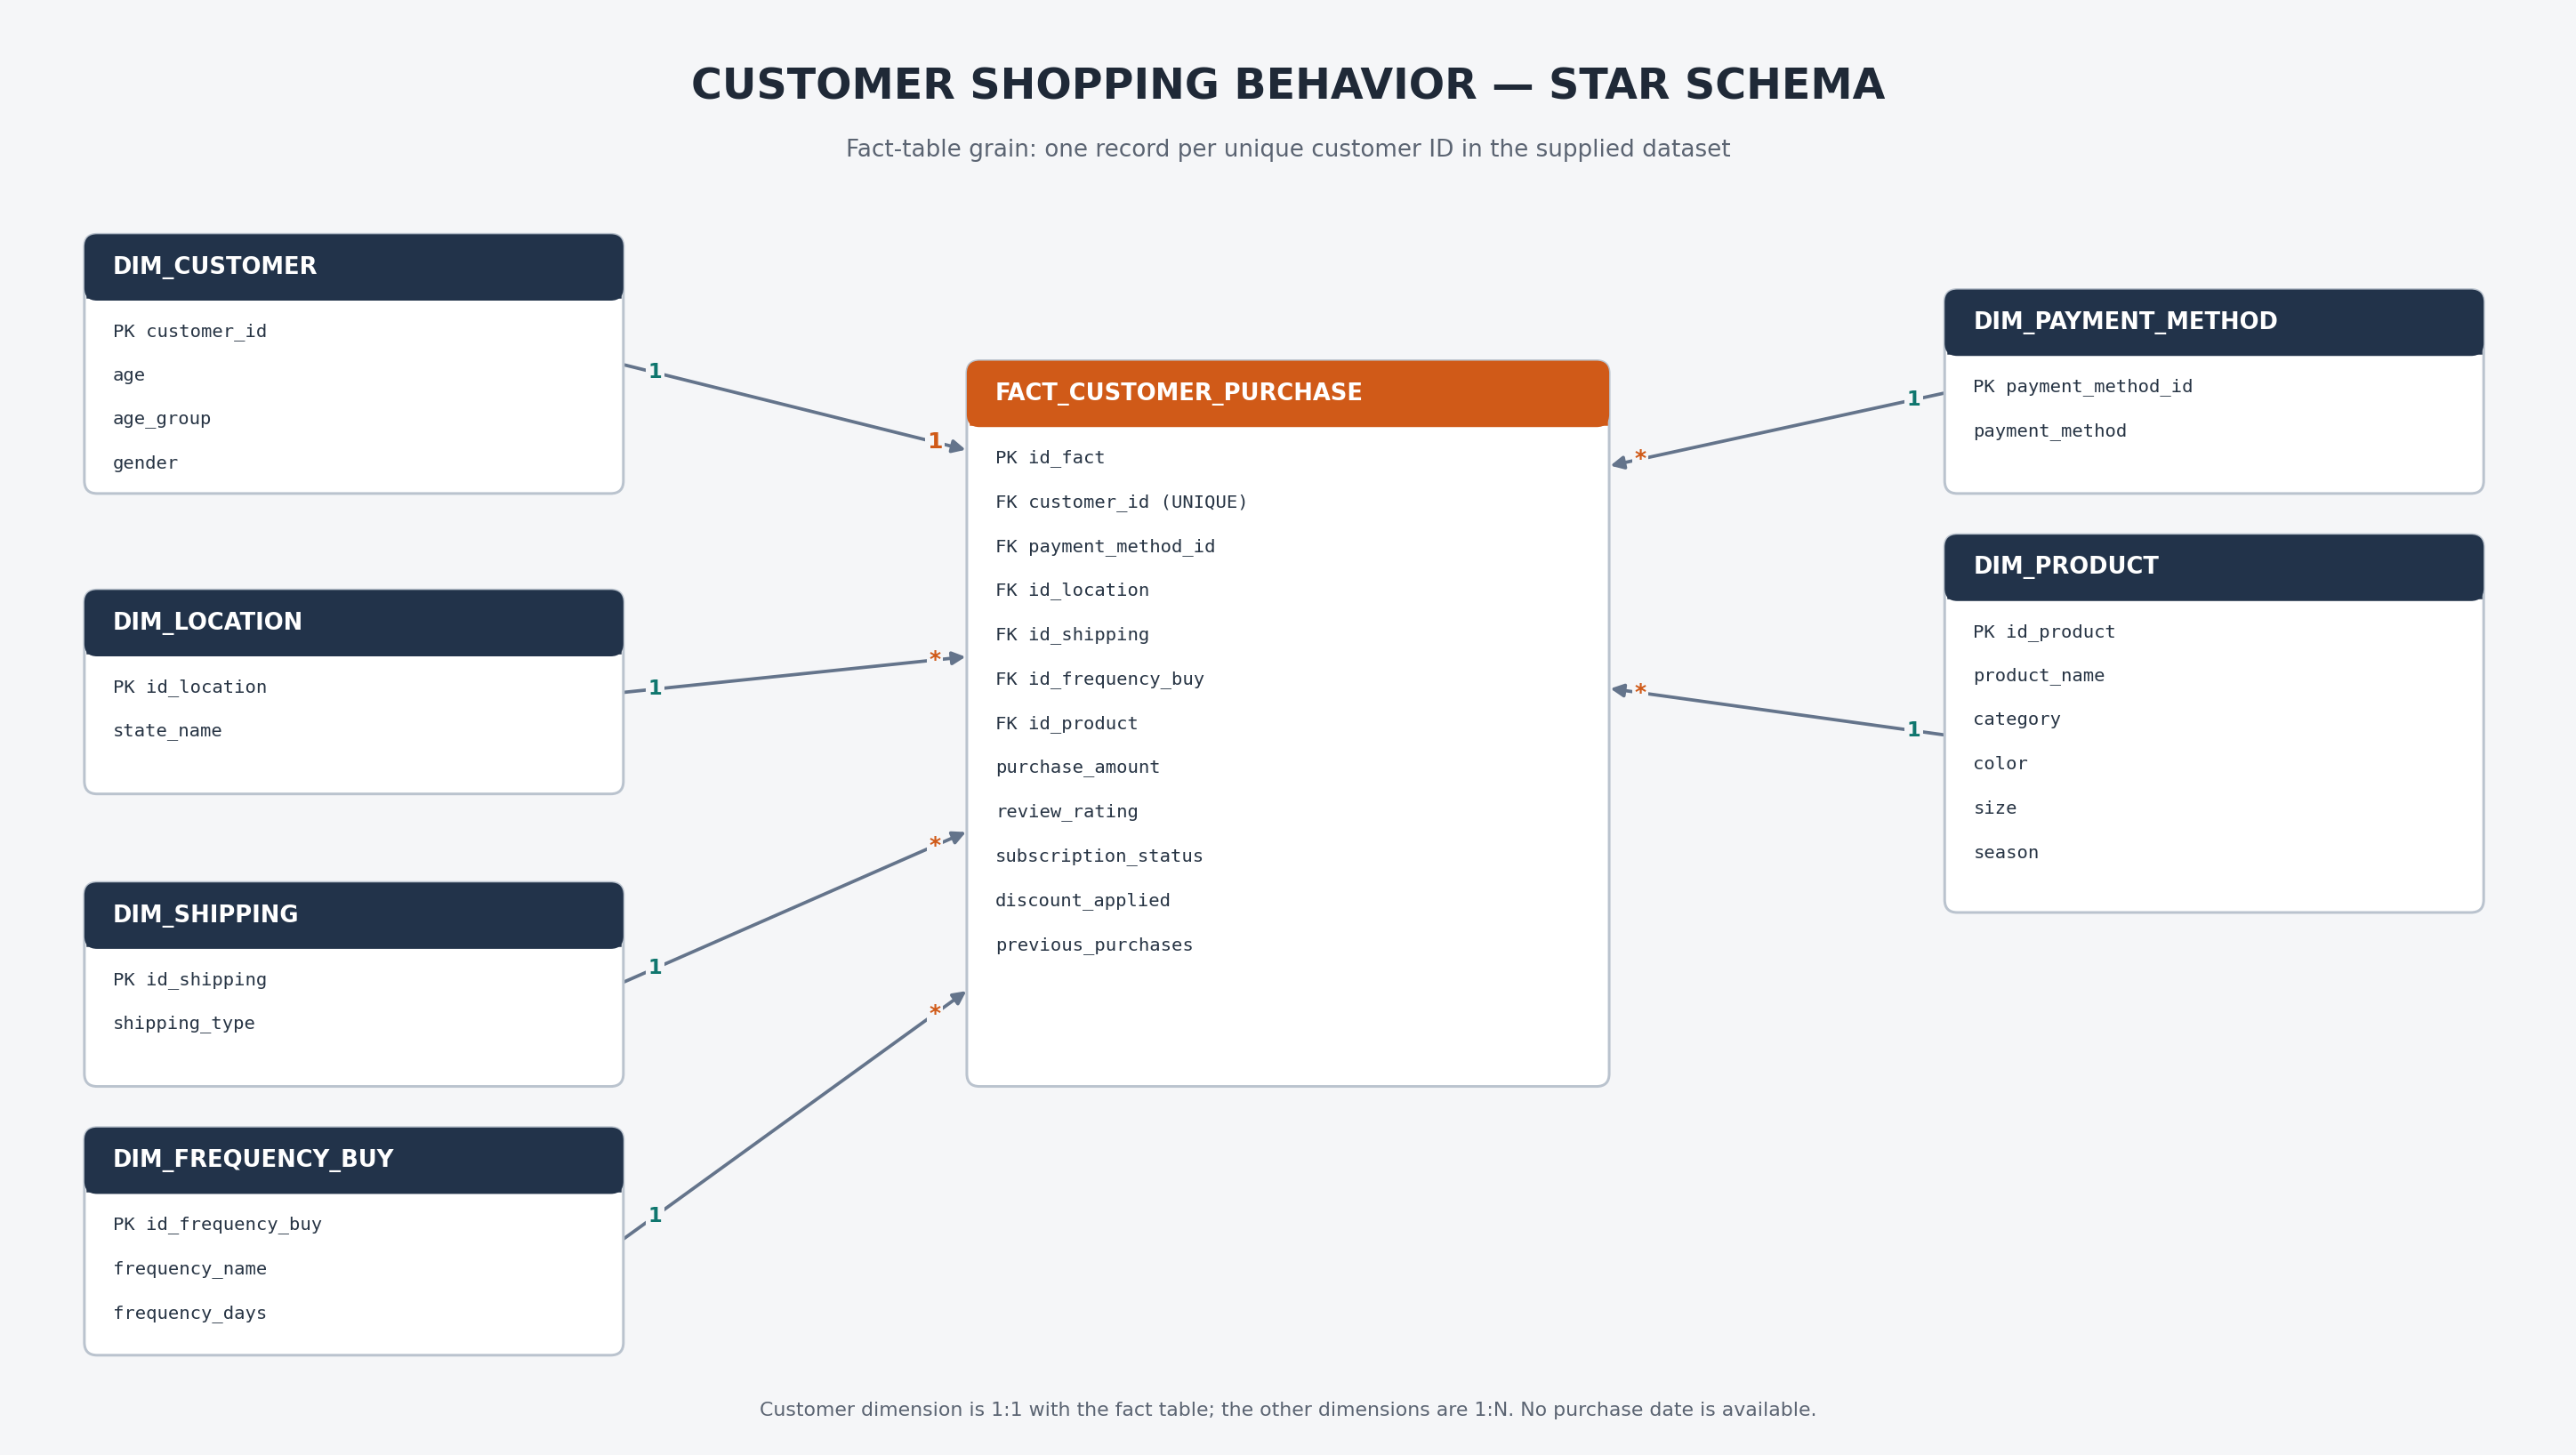 CUSTOMER SHOPPING BEHAVIOR — STAR SCHEMA
Fact-table grain: one record per unique customer ID in the supplied dataset
DIM_CUSTOMER
PK customer_id
age
age_group
gender
1
1
DIM_LOCATION
PK id_location
state_name
1
*
DIM_SHIPPING
PK id_shipping
shipping_type
1
*
DIM_FREQUENCY_BUY
PK id_frequency_buy
frequency_name
frequency_days
1
*
FACT_CUSTOMER_PURCHASE
PK id_fact
FK customer_id (UNIQUE)
FK payment_method_id
FK id_location
FK id_shipping
FK id_frequency_buy
FK id_product
purchase_amount
review_rating
subscription_status
discount_applied
previous_purchases
DIM_PAYMENT_METHOD
PK payment_method_id
payment_method
1
*
DIM_PRODUCT
PK id_product
product_name
category
color
size
season
1
*
Customer dimension is 1:1 with the fact table; the other dimensions are 1:N. No purchase date is available.